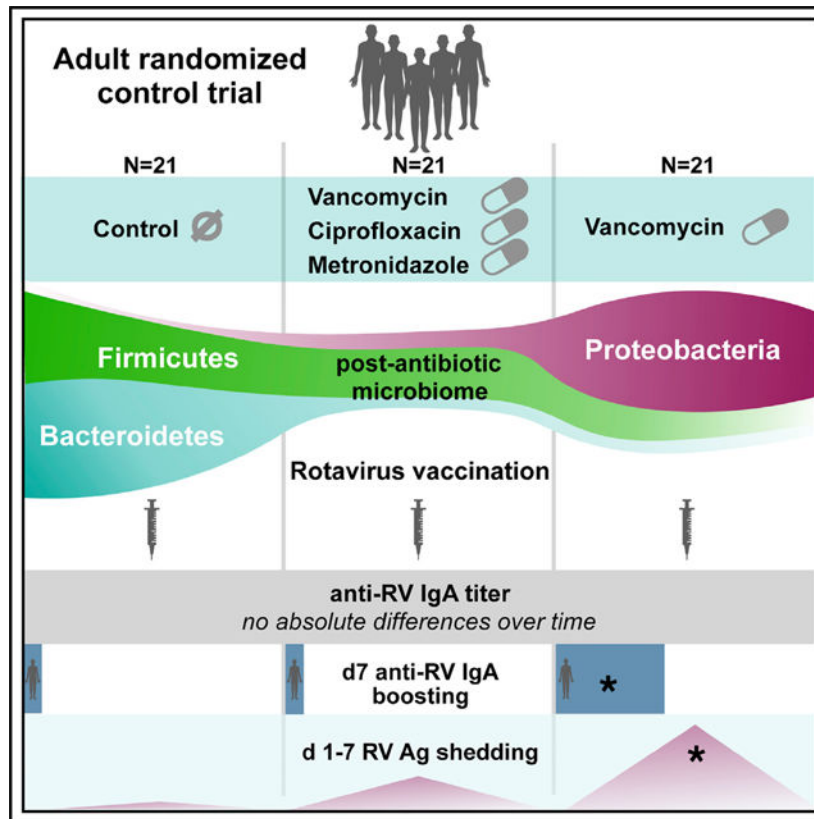 Adult randomized
control trial
N=21
N=21
N=21
Control
Vancomycin
Ciprofloxacin
Metronidazole
Vancomycin
Firmicutes
post-antibiotic
microbiome
Proteobacteria
Bacteroidetes
Rotavirus vaccination
anti-RV IgA titer
no absolute differences over time
d7 anti-RV IgA
boosting
*
d 1-7 RV Ag shedding
*